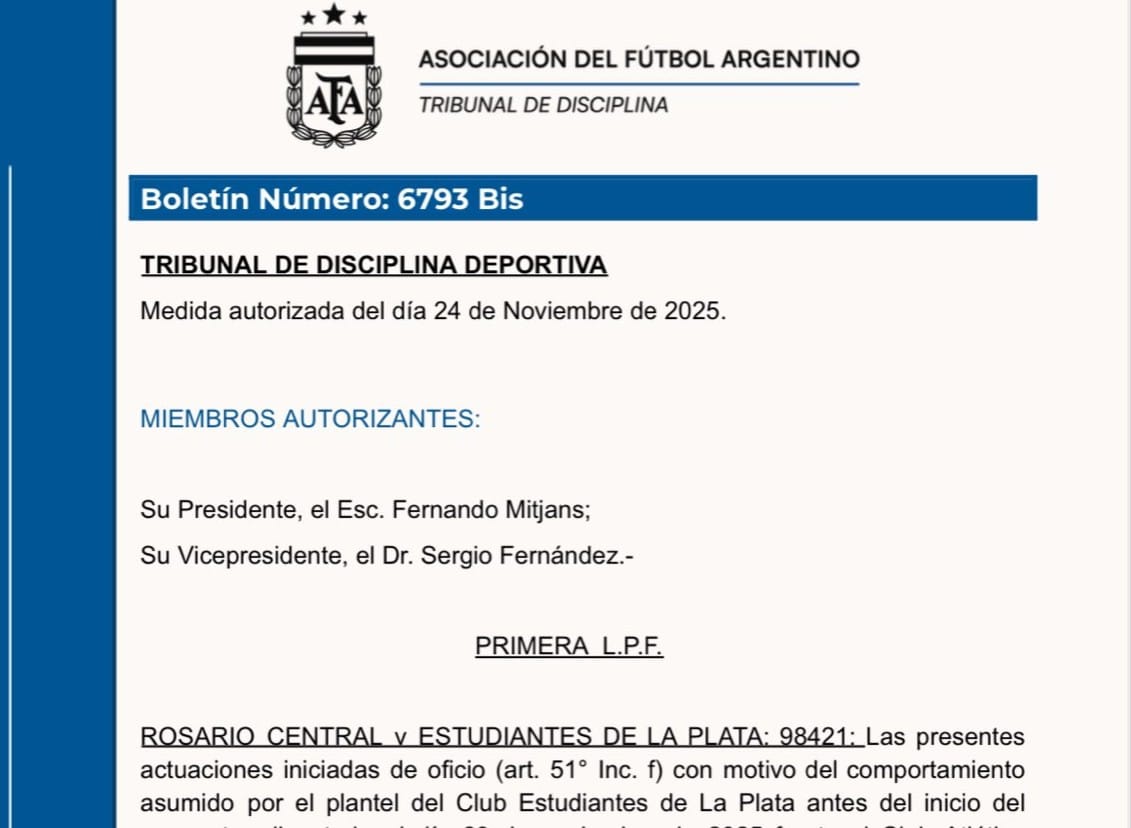 AFA
ASOCIACIÓN DEL FÚTBOL ARGENTINO
TRIBUNAL DE DISCIPLINA
Boletín Número: 6793 Bis
TRIBUNAL DE DISCIPLINA DEPORTIVA
Medida autorizada del día 24 de Noviembre de 2025.
MIEMBROS AUTORIZANTES:
Su Presidente, el Esc. Fernando Mitjans;
Su Vicepresidente, el Dr. Sergio Fernández.-
PRIMERA L.P.F.
ROSARIO CENTRAL v ESTUDIANTES DE LA PLATA: 98421: Las presentes
actuaciones iniciadas de oficio (art. 51° Inc. f) con motivo del comportamiento
asumido por el plantel del Club Estudiantes de La Plata antes del inicio del